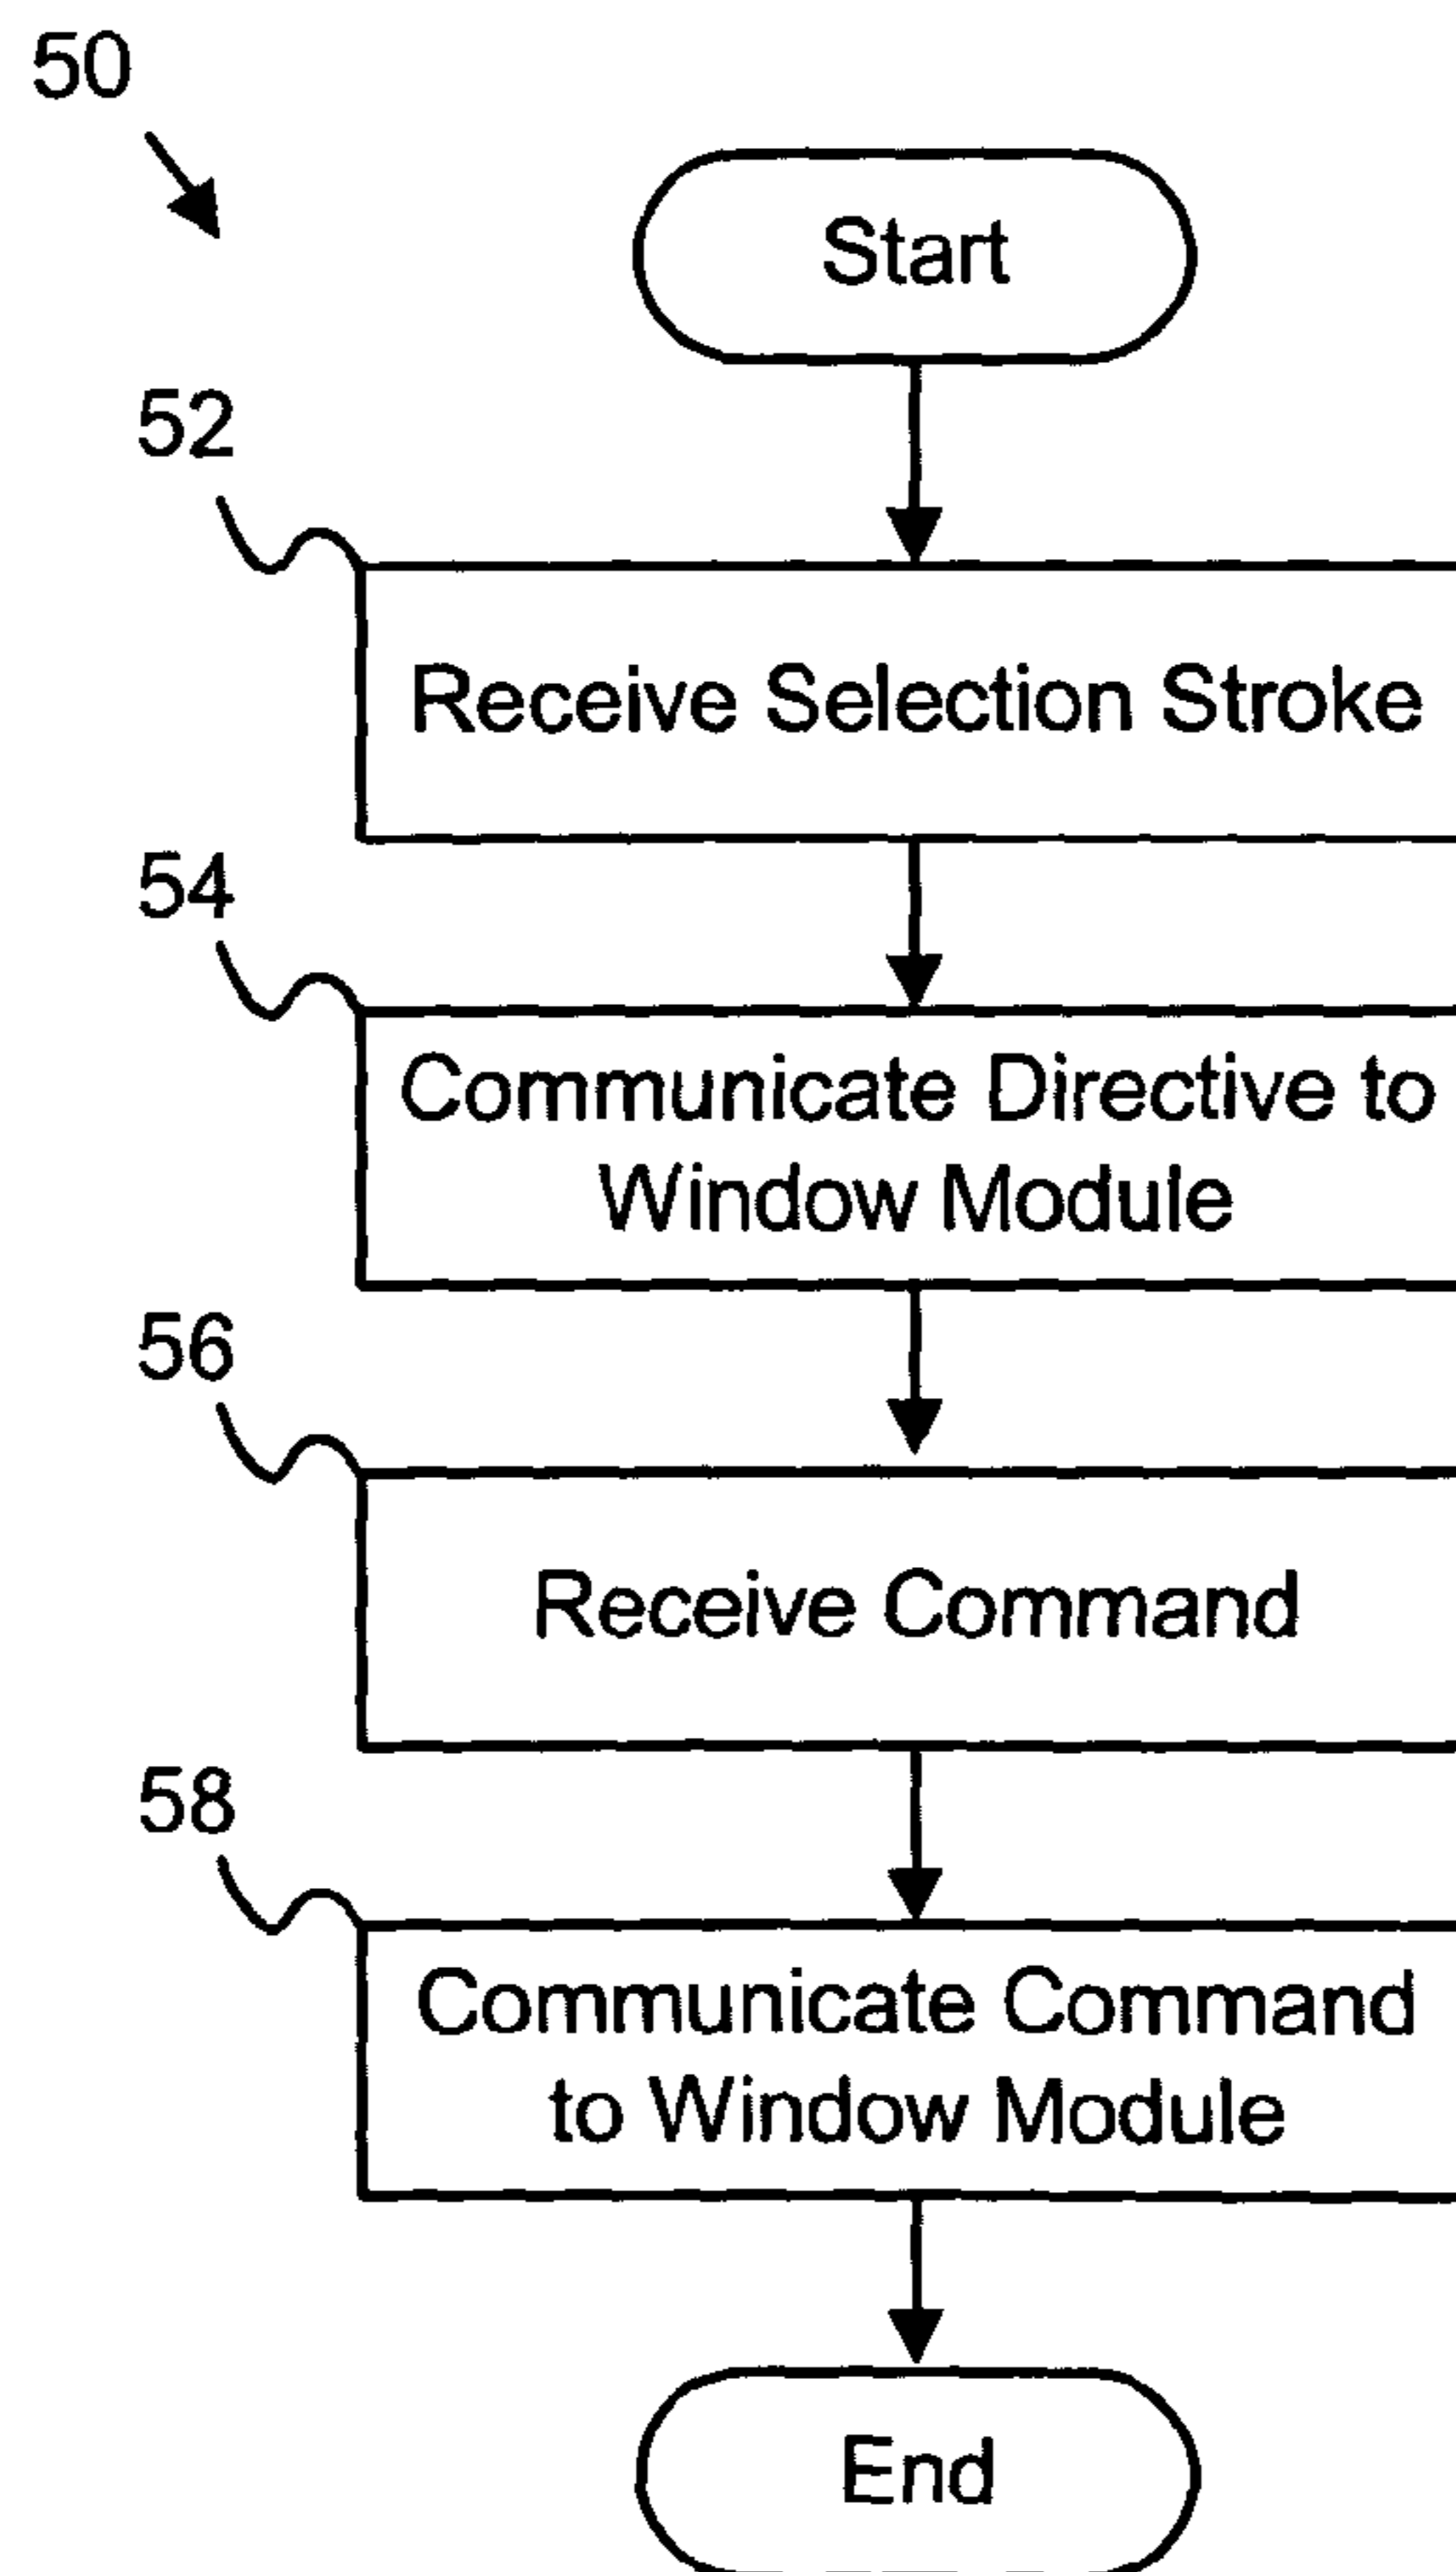 50
Start
52
Receive Selection Stroke
54
Communicate Directive to
Window Module
56
Receive Command
58
Communicate Command
to Window Module
End